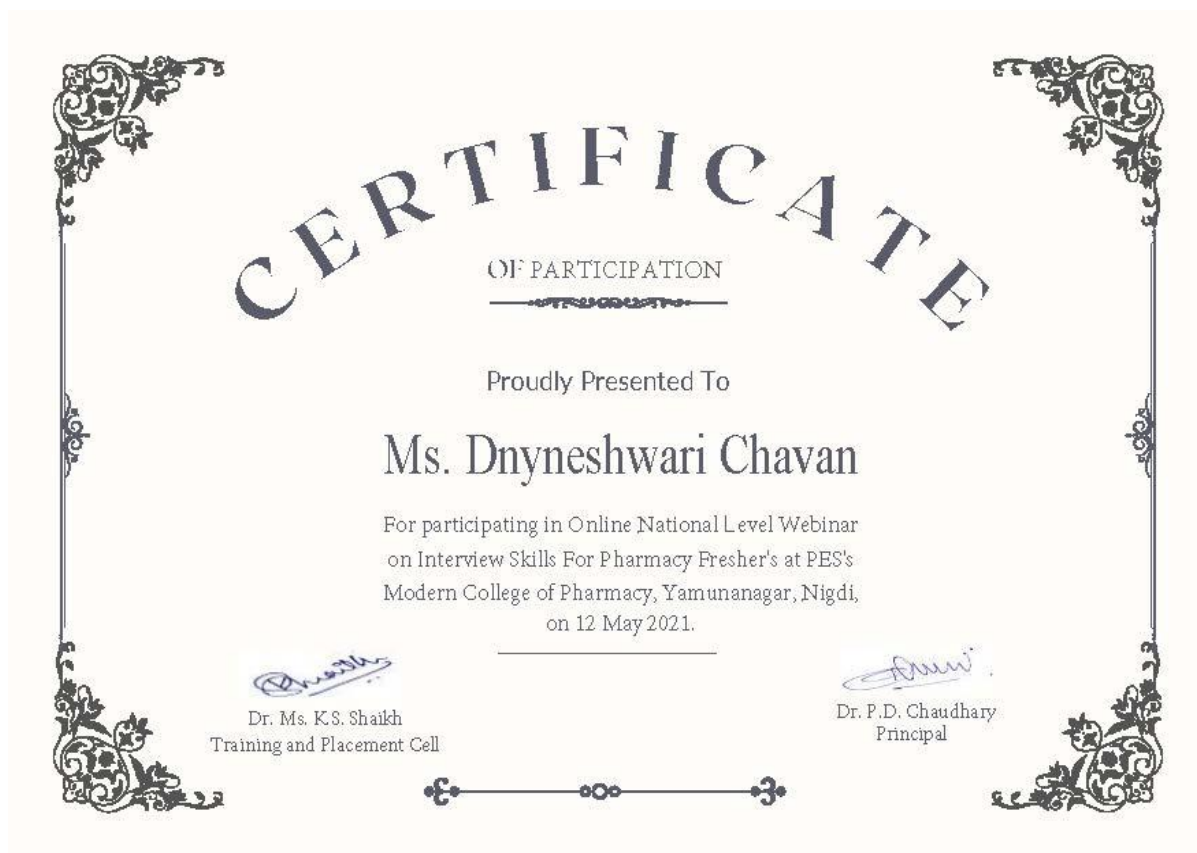 CERTIFICATE
OF PARTICIPATION
Proudly Presented To
Ms. Dnyneshwari Chavan
For participating in Online National Level Webinar
on Interview Skills For Pharmacy Fresher's at PES's
Modern College of Pharmacy, Yamunanagar, Nigdi,
on 12 May 2021.
Dr. Ms. K.S. Shaikh
Training and Placement Cell
Dr. P.D. Chaudhary
Principal